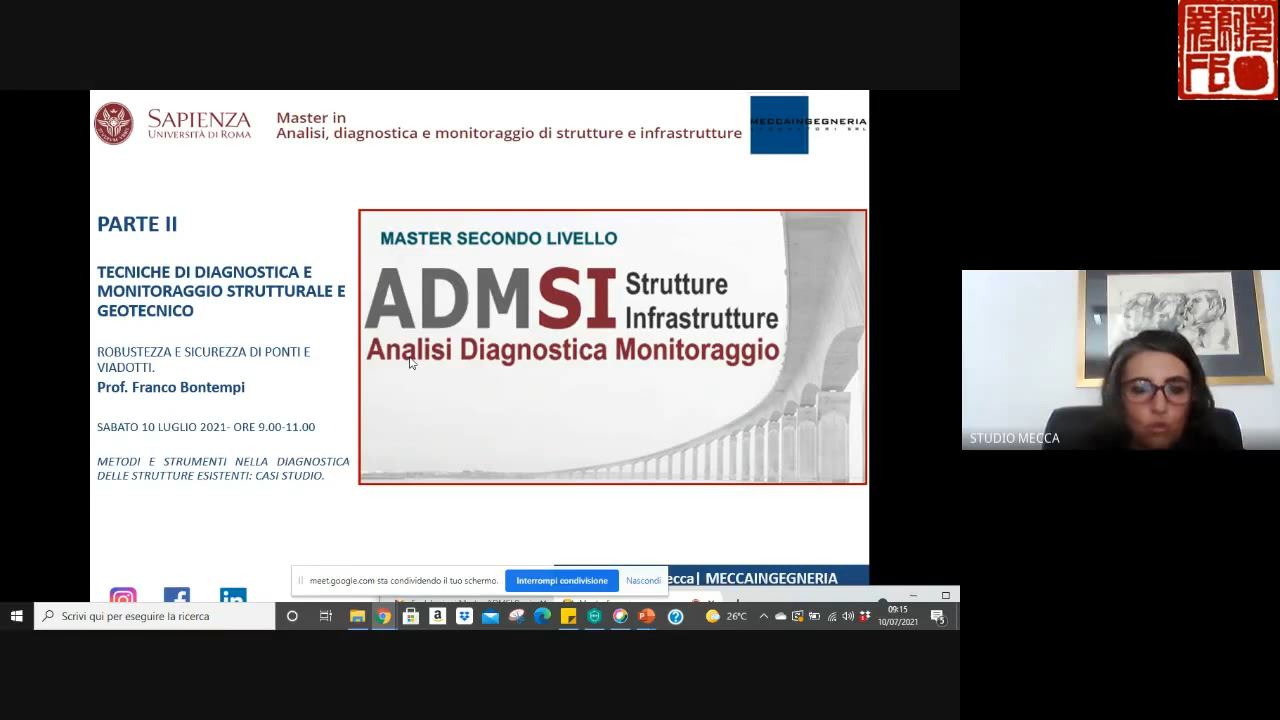 SAPIENZA
UNIVERSITÀ DI ROMA
Master in
Analisi, diagnostica e monitoraggio di strutture e infrastrutture
MECCAINGEGNERIA
LABORATORI SRL
PARTE II
TECNICHE DI DIAGNOSTICA E
MONITORAGGIO STRUTTURALE E
GEOTECNICO
ROBUSTEZZA E SICUREZZA DI PONTI E
VIADOTTI.
Prof. Franco Bontempi
SABATO 10 LUGLIO 2021- ORE 9.00-11.00
METODI E STRUMENTI NELLA DIAGNOSTICA
DELLE STRUTTURE ESISTENTI: CASI STUDIO.
MASTER SECONDO LIVELLO
ADMSI Strutture
Infrastrutture
Analisi Diagnostica Monitoraggio
STUDIO MECCA
meet.google.com sta condividendo il tuo schermo.
Interrompi condivisione
Nascondi
ecca| MECCAINGEGNERIA
Scrivi qui per eseguire la ricerca
26°C
09:15
10/07/2021
5